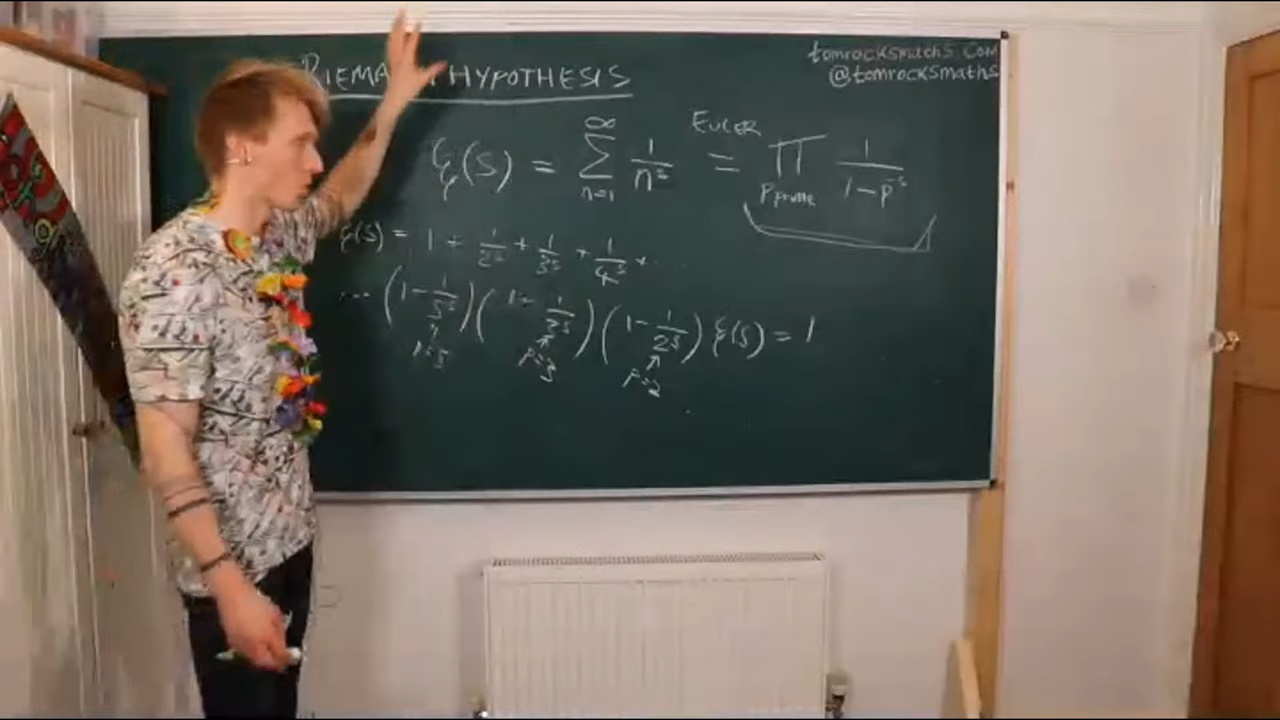 RIEMA HYPOTHESIS
tomrocksmaths.com
@tomrocksmaths
EULER
ξ(s) = ∑ n=1 ∞ 1/n^s = ∏ p prime 1/(1-p^-s)
ξ(s) = 1 + 1/2^s + 1/3^s + 1/4^s + ...
... (1 - 1/5^s) (1 - 1/3^s) (1 - 1/2^s) ξ(s) = 1
p=5 p=3 p=2